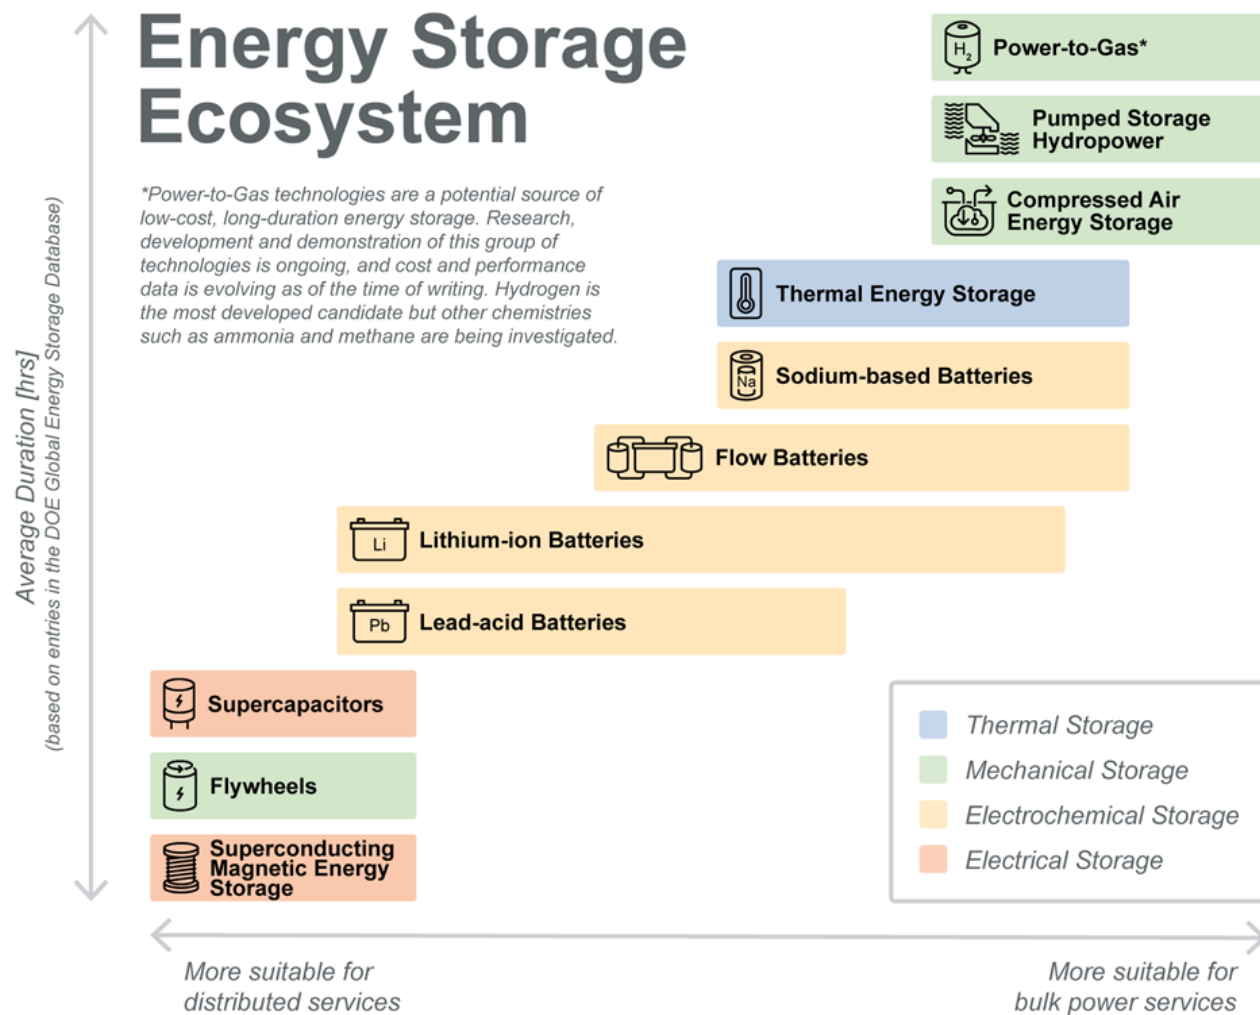 Energy Storage
Ecosystem
*Power-to-Gas technologies are a potential source of
low-cost, long-duration energy storage. Research,
development and demonstration of this group of
technologies is ongoing, and cost and performance
data is evolving as of the time of writing. Hydrogen is
the most developed candidate but other chemistries
such as ammonia and methane are being investigated.
Average Duration [hrs]
(based on entries in the DOE Global Energy Storage Database)
H2
Power-to-Gas*
Pumped Storage
Hydropower
Compressed Air
Energy Storage
Thermal Energy Storage
Na
Sodium-based Batteries
Flow Batteries
Li
Lithium-ion Batteries
Pb
Lead-acid Batteries
Supercapacitors
Flywheels
Superconducting
Magnetic Energy
Storage
Thermal Storage
Mechanical Storage
Electrochemical Storage
Electrical Storage
More suitable for
distributed services
More suitable for
bulk power services